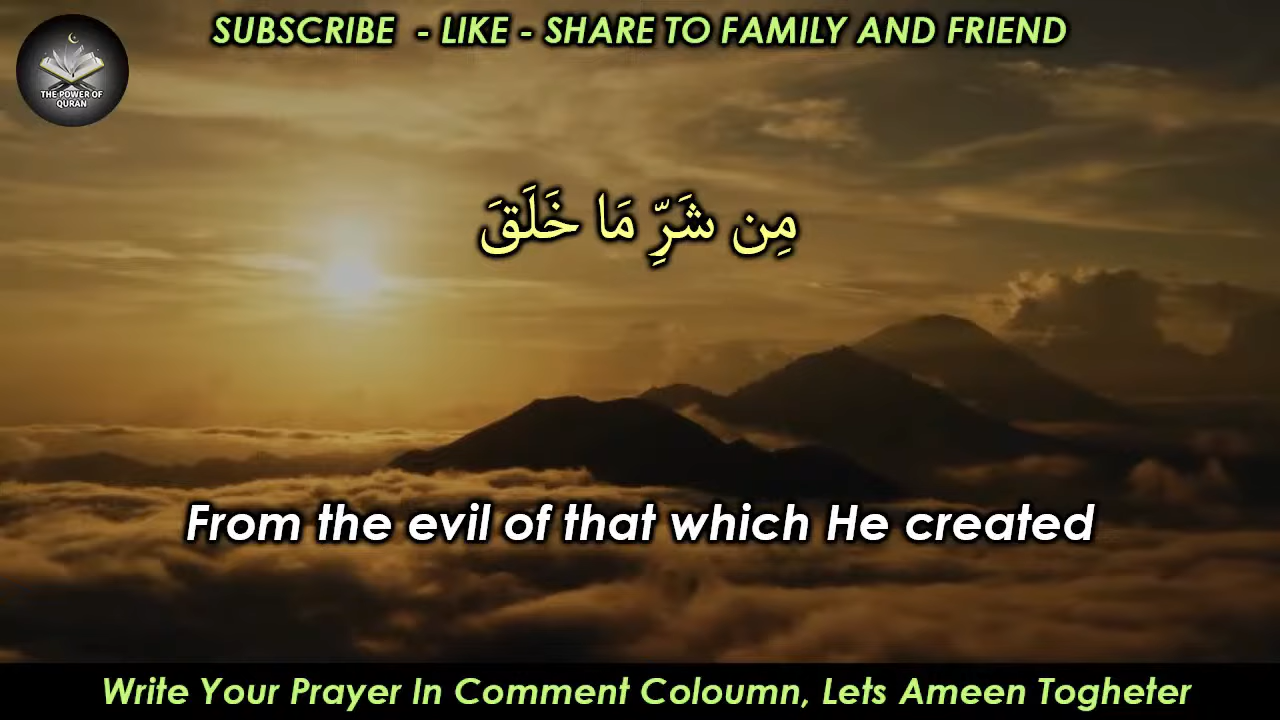 SUBSCRIBE - LIKE - SHARE TO FAMILY AND FRIEND
THE POWER OF
QURAN
مِن شَرِّ مَا خَلَقَ
From the evil of that which He created
Write Your Prayer In Comment Coloumn, Lets Ameen Togheter